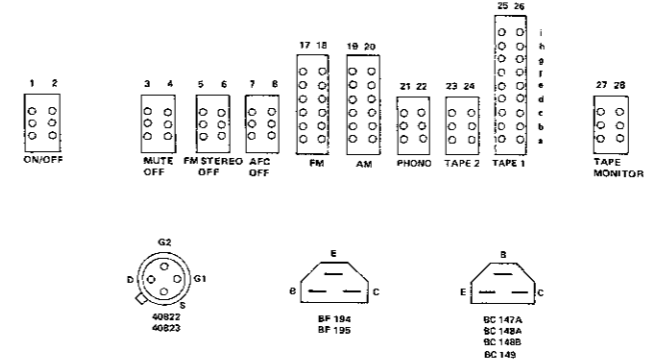 25 26
17 18 19 20
i
h
g
f
e
d
c
b
a
1 2 3 4 5 6 7 8 21 22 23 24 27 28
ON/OFF MUTE OFF FM STEREO OFF AFC OFF FM AM PHONO TAPE 2 TAPE 1 TAPE MONITOR
G2
D G1
S
40822
40823
E
B C
BF 194
BF 195
B
E C
BC 147A
BC 148A
BC 148B
BC 149